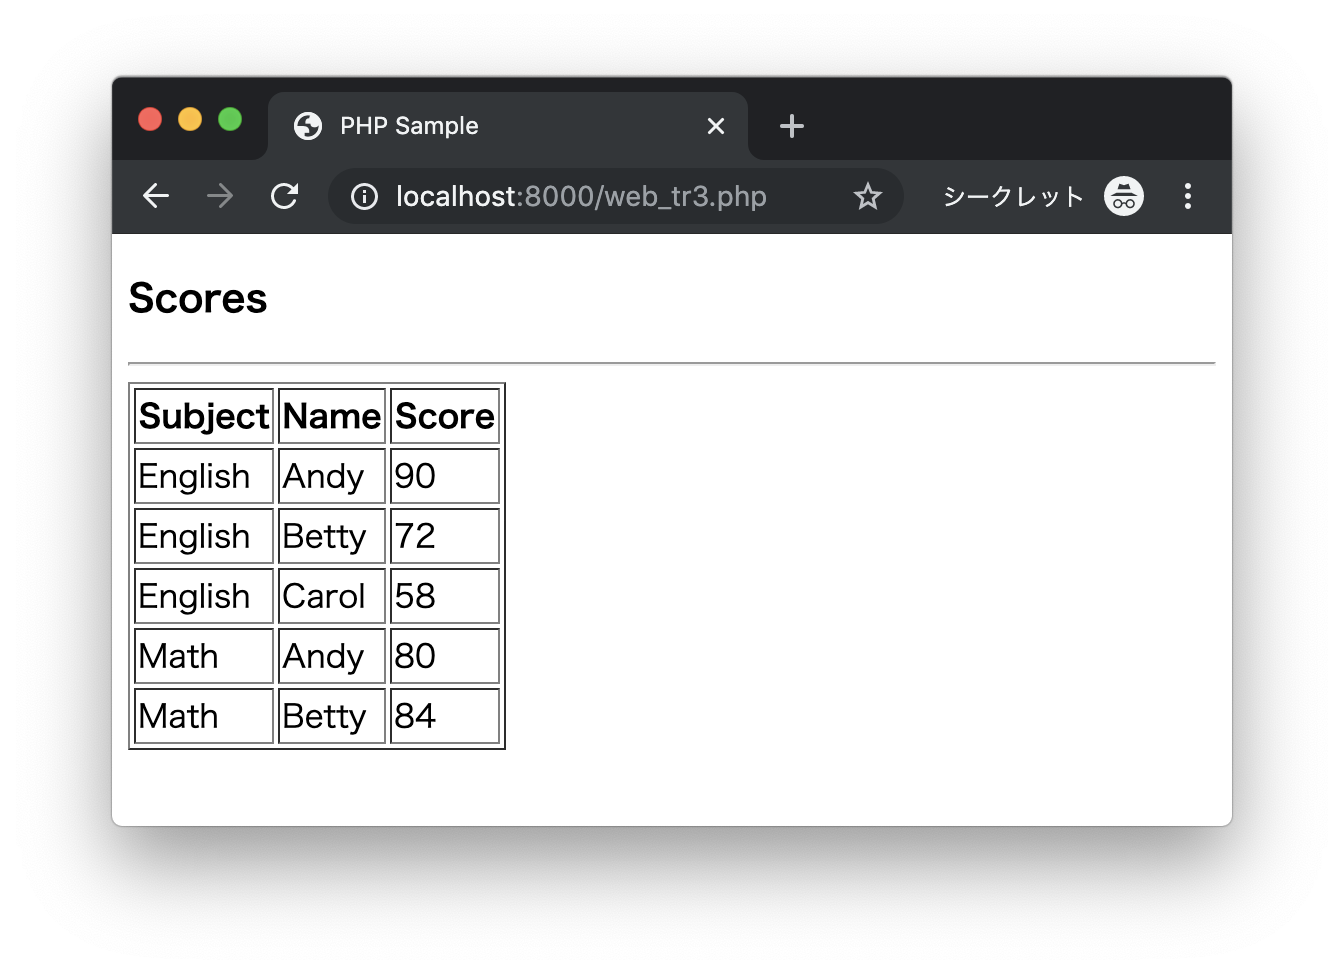 PHP Sample
localhost:8000/web_tr3.php シークレット
Scores
Subject Name Score
English Andy 90
English Betty 72
English Carol 58
Math Andy 80
Math Betty 84